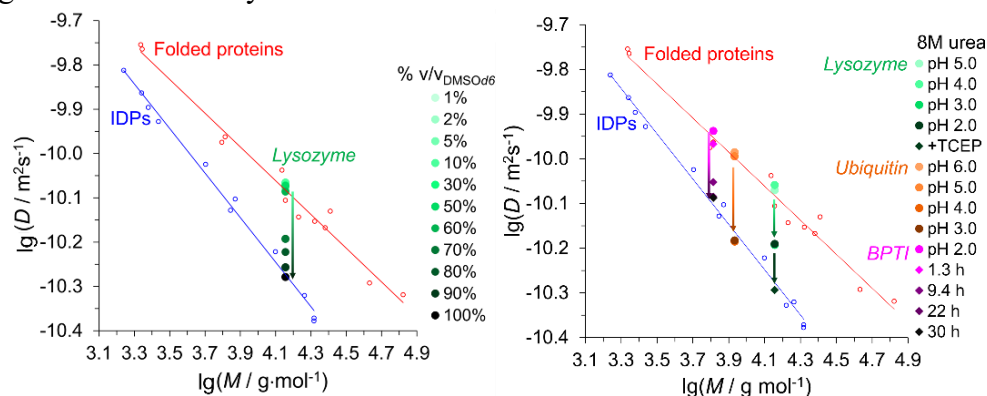 -9.7
-9.8
-9.9
-10.0
-10.1
-10.2
-10.3
-10.4
lg(D / m²s⁻¹)
Folded proteins
IDPs
Lysozyme
3.1 3.3 3.5 3.7 3.9 4.1 4.3 4.5 4.7 4.9
lg(M / g·mol⁻¹)
% v/vDMSOd6
1%
2%
5%
10%
30%
50%
60%
70%
80%
90%
100%
-9.7
-9.8
-9.9
-10.0
-10.1
-10.2
-10.3
-10.4
lg(D / m²s⁻¹)
Folded proteins
IDPs
3.1 3.3 3.5 3.7 3.9 4.1 4.3 4.5 4.7 4.9
lg(M / g mol⁻¹)
8M urea
Lysozyme
pH 5.0
pH 4.0
pH 3.0
pH 2.0
+TCEP
Ubiquitin
pH 6.0
pH 5.0
pH 4.0
pH 3.0
BPTI
pH 2.0
1.3 h
9.4 h
22 h
30 h